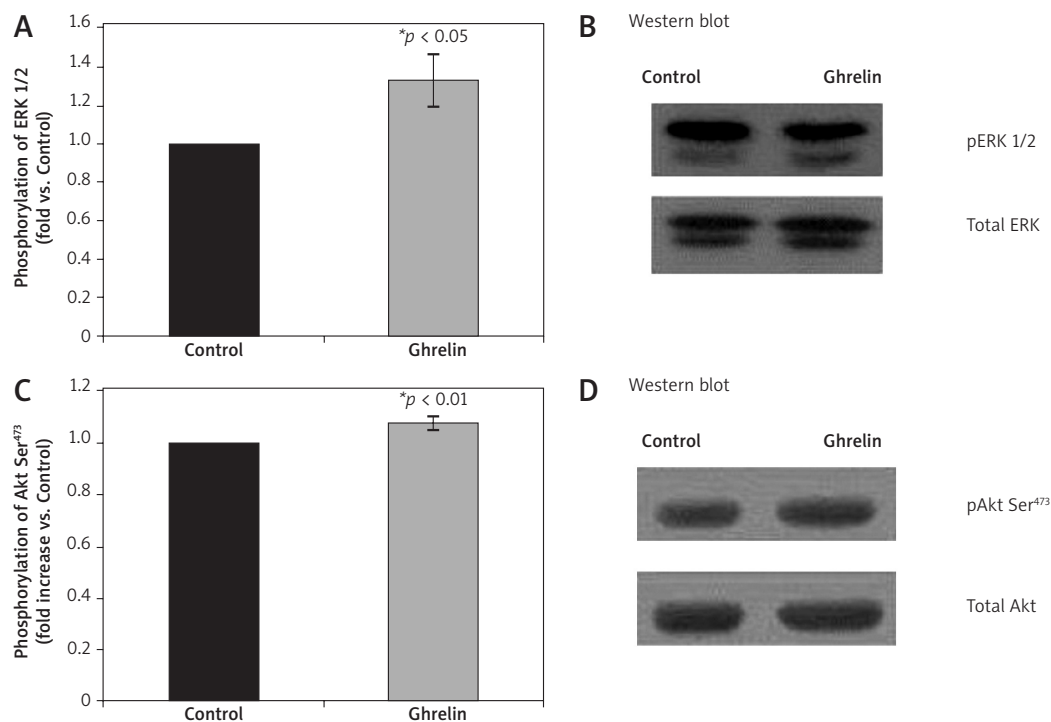 A
Phosphorylation of ERK 1/2
(fold vs. Control)
1.6
1.4
1.2
1.0
0.8
0.6
0.4
0.2
0
*p < 0.05
Control
Ghrelin
B
Western blot
Control
Ghrelin
pERK 1/2
Total ERK
C
Phosphorylation of Akt Ser⁴⁷³
(fold increase vs. Control)
1.2
1.0
0.8
0.6
0.4
0.2
0
*p < 0.01
Control
Ghrelin
D
Western blot
Control
Ghrelin
pAkt Ser⁴⁷³
Total Akt